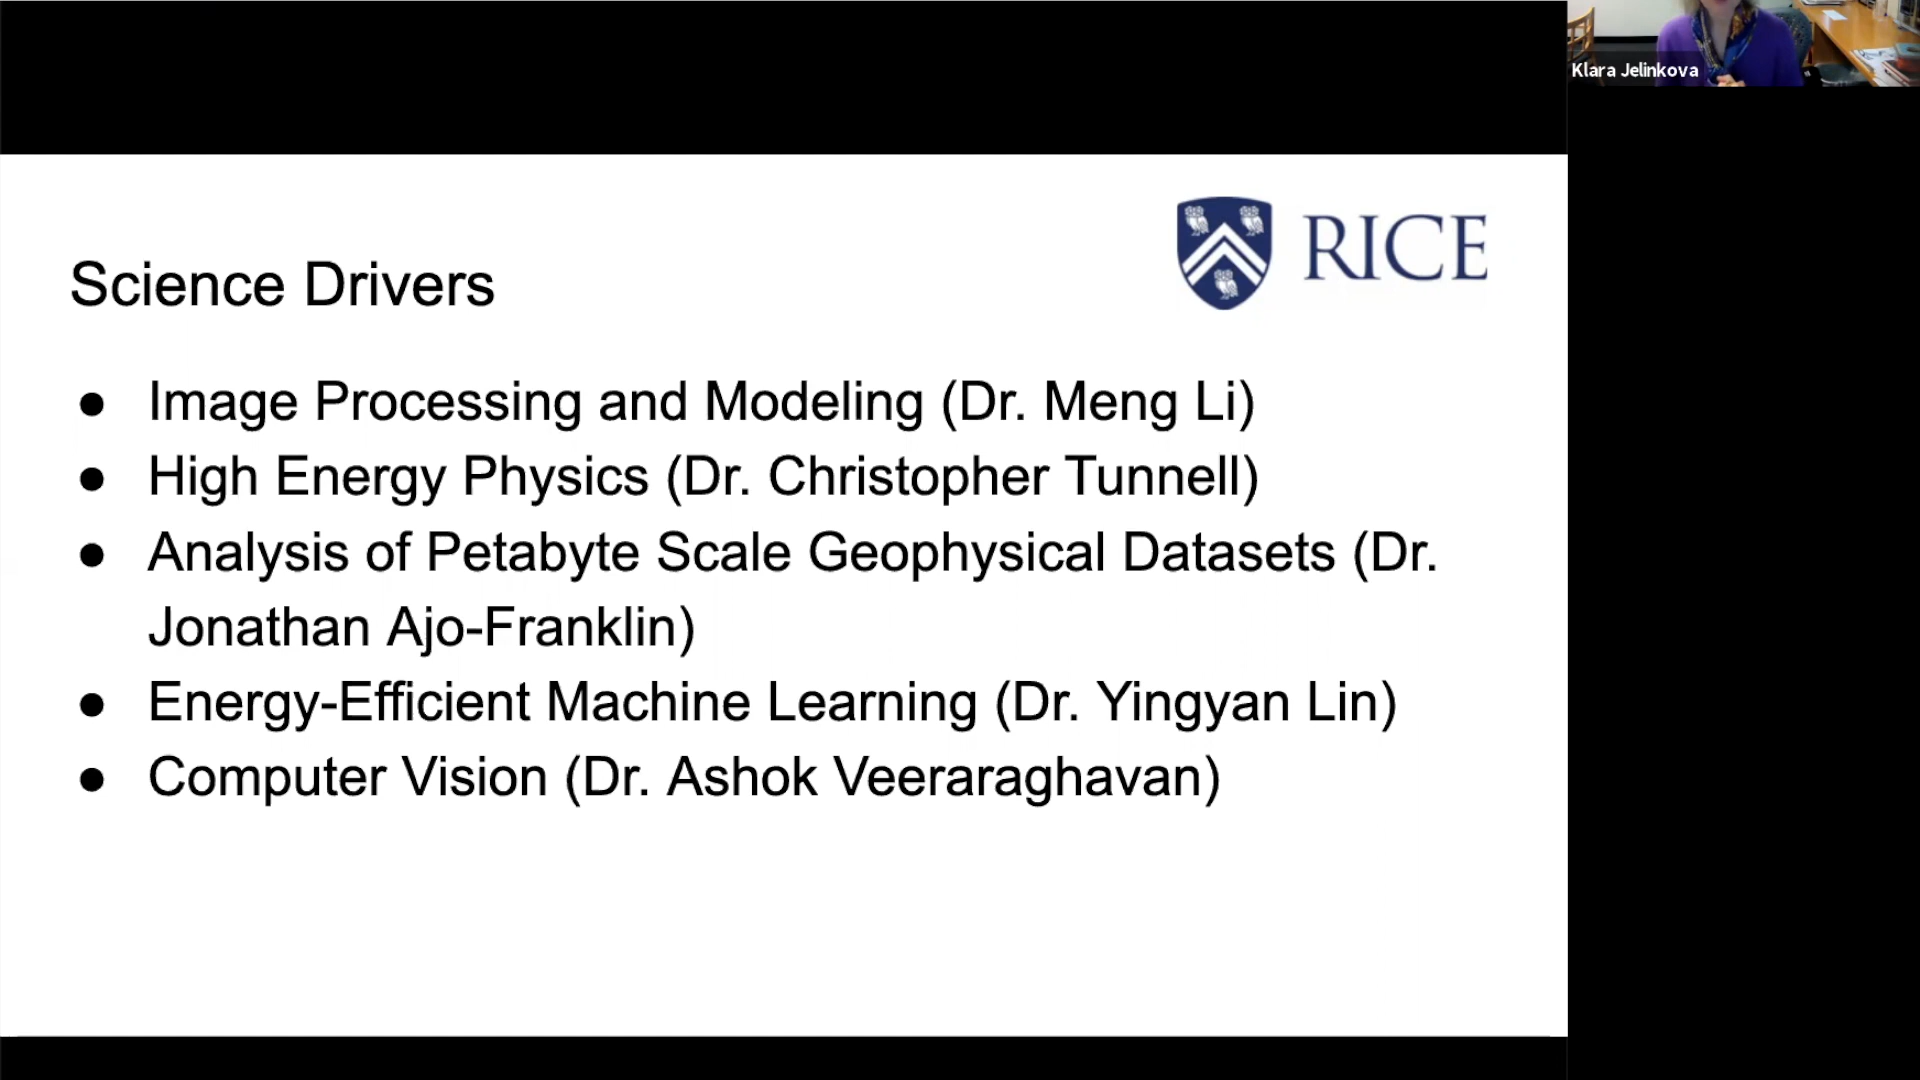 Klara Jelinkova
RICE
Science Drivers
● Image Processing and Modeling (Dr. Meng Li)
● High Energy Physics (Dr. Christopher Tunnell)
● Analysis of Petabyte Scale Geophysical Datasets (Dr.
Jonathan Ajo-Franklin)
● Energy-Efficient Machine Learning (Dr. Yingyan Lin)
● Computer Vision (Dr. Ashok Veeraraghavan)